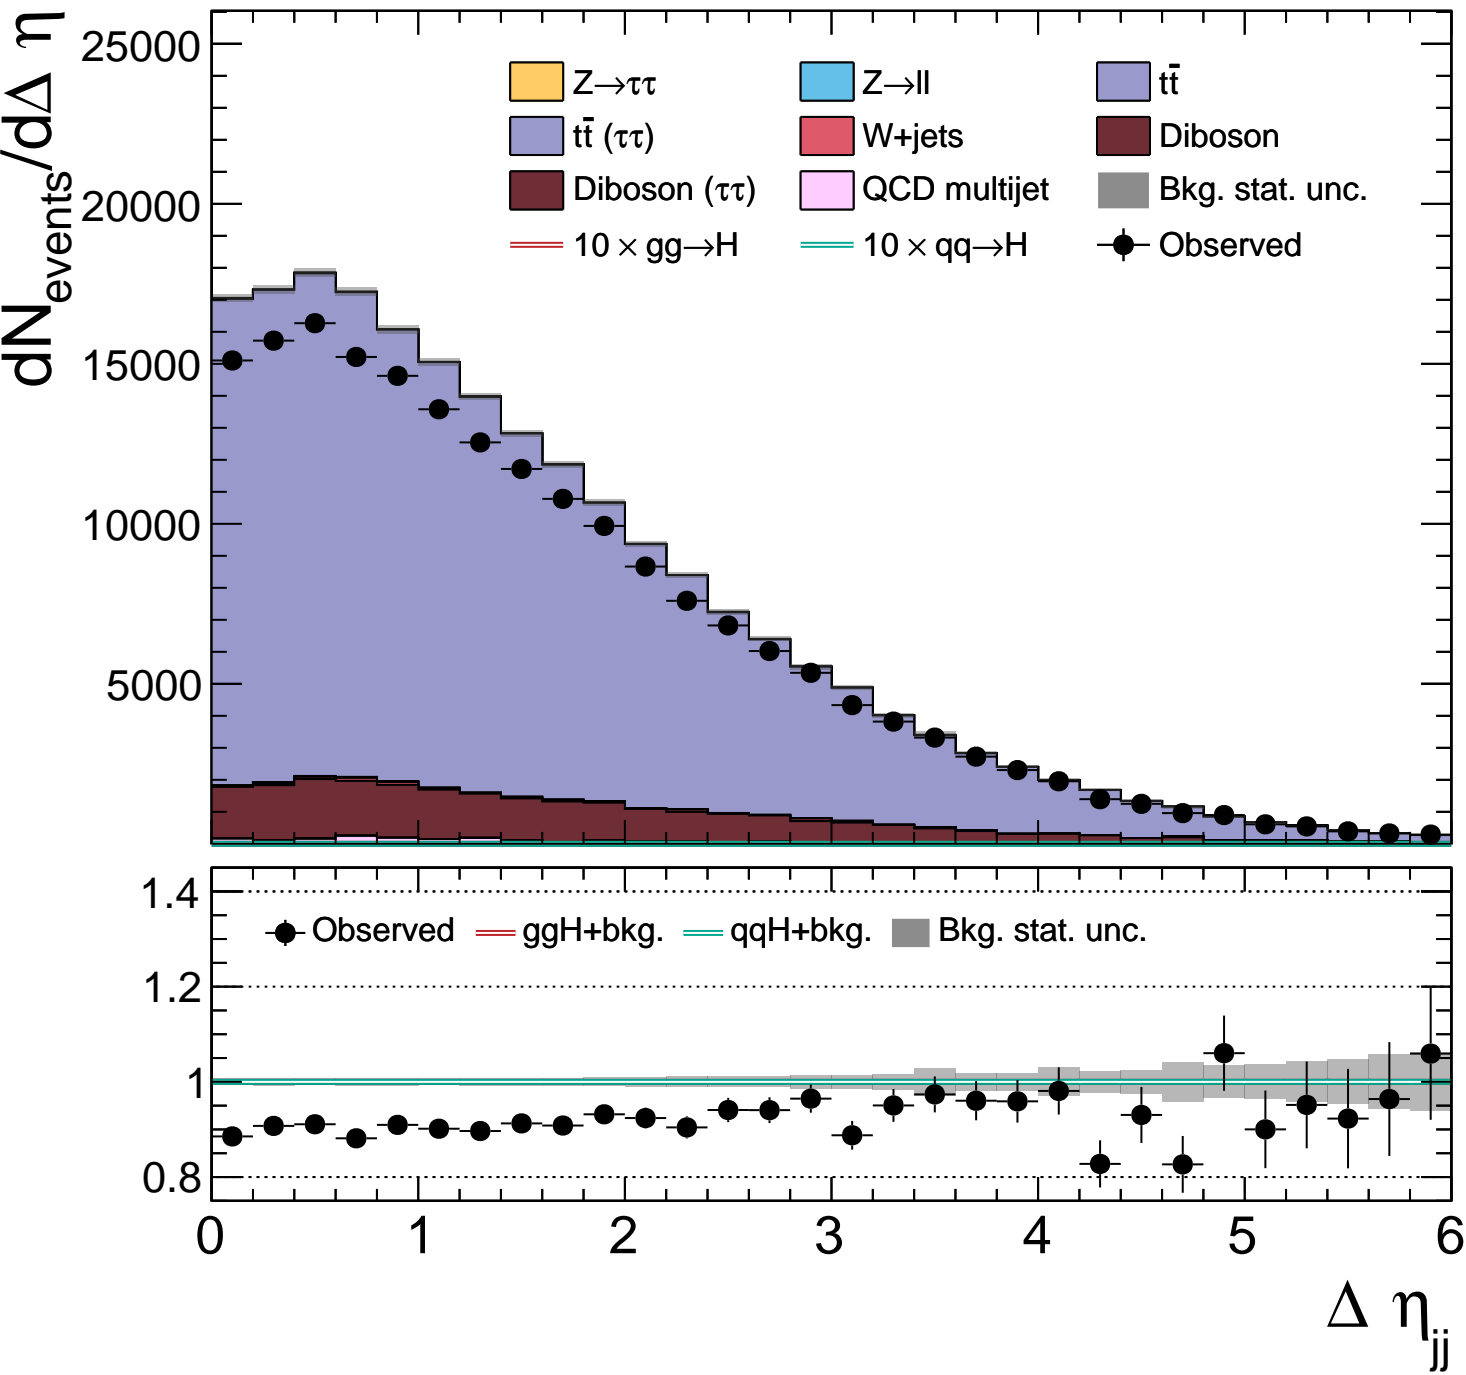 dN_events/dΔ η
25000
20000
15000
10000
5000
Z→ττ Z→ll tt̄
tt̄ (ττ) W+jets Diboson
Diboson (ττ) QCD multijet Bkg. stat. unc.
10 × gg→H 10 × qq→H Observed
1.4
1.2
1
0.8
Observed ggH+bkg. qqH+bkg. Bkg. stat. unc.
0 1 2 3 4 5 6
Δ η_jj